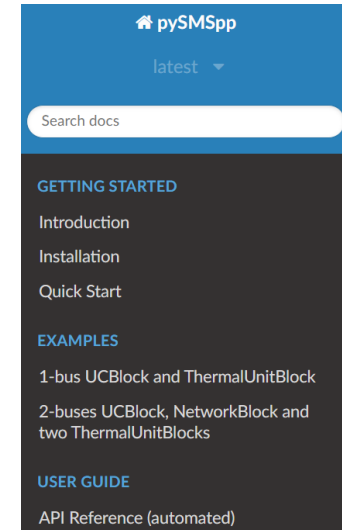 pySMSpp
latest
Search docs
GETTING STARTED
Introduction
Installation
Quick Start
EXAMPLES
1-bus UCBlock and ThermalUnitBlock
2-buses UCBlock, NetworkBlock and
two ThermalUnitBlocks
USER GUIDE
API Reference (automated)